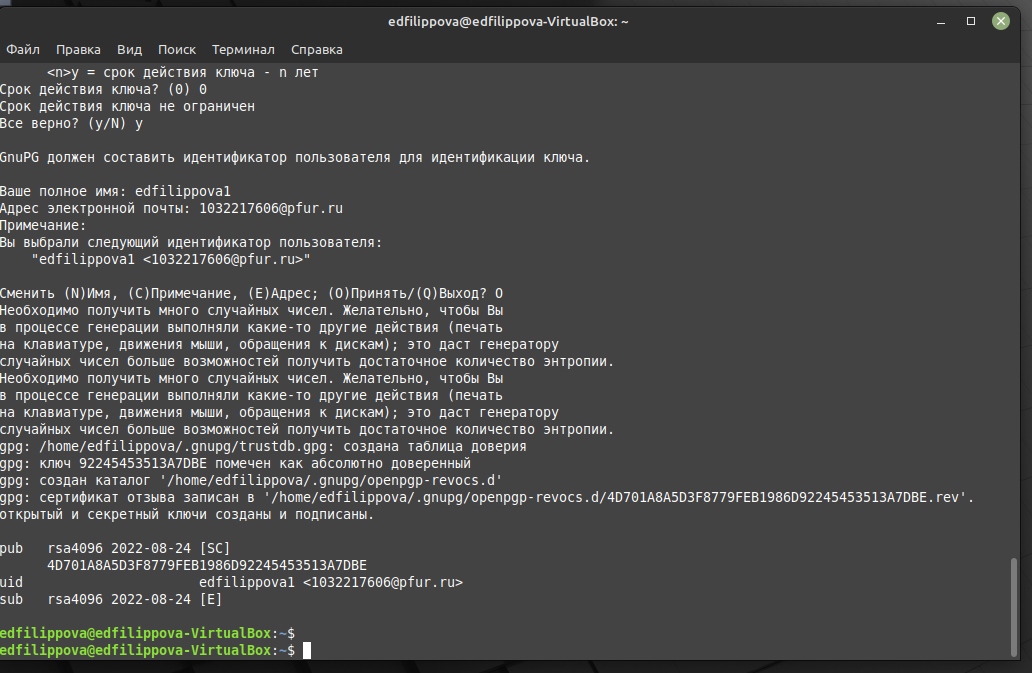 edfilippova@edfilippova-VirtualBox: ~
Файл Правка Вид Поиск Терминал Справка
<n>y = срок действия ключа - n лет
Срок действия ключа? (0) 0
Срок действия ключа не ограничен
Все верно? (y/N) y
GnuPG должен составить идентификатор пользователя для идентификации ключа.
Ваше полное имя: edfilippova1
Адрес электронной почты: 1032217606@pfur.ru
Примечание:
Вы выбрали следующий идентификатор пользователя:
"edfilippova1 <1032217606@pfur.ru>"
Сменить (N)Имя, (C)Примечание, (E)Адрес; (O)Принять/(Q)Выход? O
Необходимо получить много случайных чисел. Желательно, чтобы Вы
в процессе генерации выполняли какие-то другие действия (печать
на клавиатуре, движения мыши, обращения к дискам); это даст генератору
случайных чисел больше возможностей получить достаточное количество энтропии.
Необходимо получить много случайных чисел. Желательно, чтобы Вы
в процессе генерации выполняли какие-то другие действия (печать
на клавиатуре, движения мыши, обращения к дискам); это даст генератору
случайных чисел больше возможностей получить достаточное количество энтропии.
gpg: /home/edfilippova/.gnupg/trustdb.gpg: создана таблица доверия
gpg: ключ 92245453513A7DBE помечен как абсолютно доверенный
gpg: создан каталог '/home/edfilippova/.gnupg/openpgp-revocs.d'
gpg: сертификат отзыва записан в '/home/edfilippova/.gnupg/openpgp-revocs.d/4D701A8A5D3F8779FEB1986D92245453513A7DBE.rev'.
открытый и секретный ключи созданы и подписаны.
pub rsa4096 2022-08-24 [SC]
4D701A8A5D3F8779FEB1986D92245453513A7DBE
uid edfilippova1 <1032217606@pfur.ru>
sub rsa4096 2022-08-24 [E]
edfilippova@edfilippova-VirtualBox:~$
edfilippova@edfilippova-VirtualBox:~$